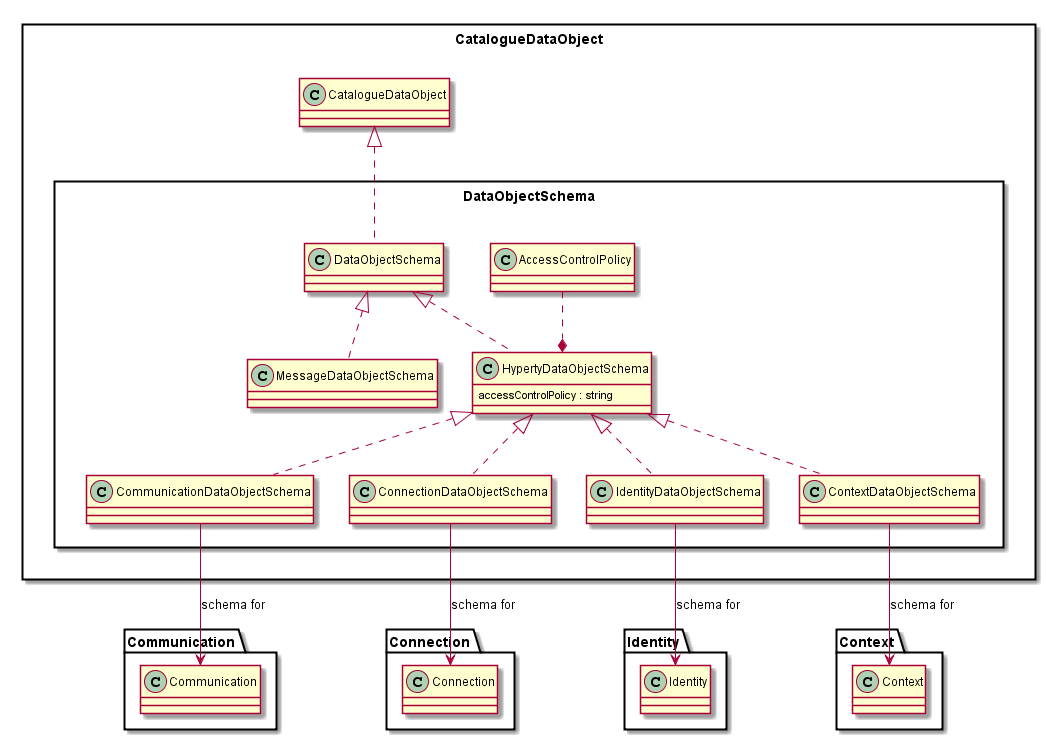 CatalogueDataObject
C CatalogueDataObject
DataObjectSchema
C DataObjectSchema
C AccessControlPolicy
C MessageDataObjectSchema
C HypertyDataObjectSchema
accessControlPolicy : string
C CommunicationDataObjectSchema
C ConnectionDataObjectSchema
C IdentityDataObjectSchema
C ContextDataObjectSchema
schema for
schema for
schema for
schema for
Communication
Connection
Identity
Context
C Communication
C Connection
C Identity
C Context